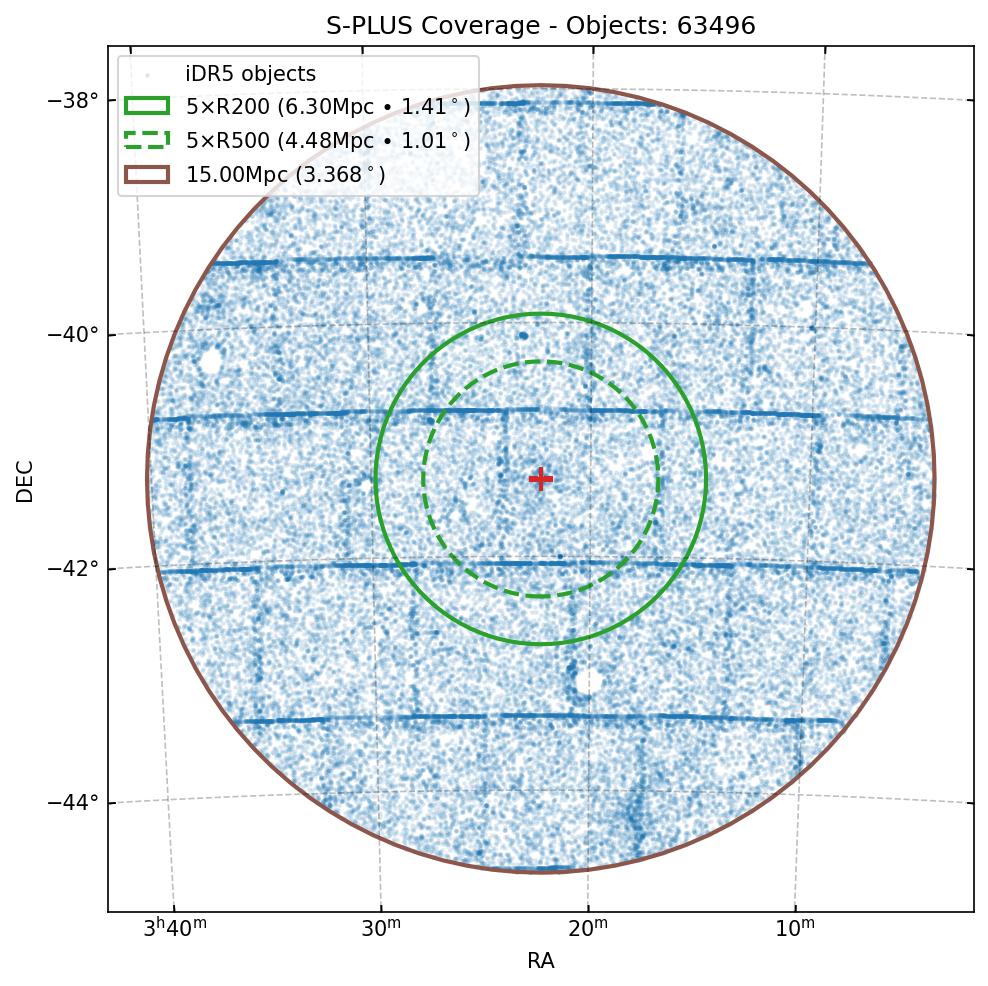 S-PLUS Coverage - Objects: 63496
iDR5 objects
5×R200 (6.30Mpc • 1.41°)
5×R500 (4.48Mpc • 1.01°)
15.00Mpc (3.368°)
−38°
−40°
−42°
−44°
DEC
3ʰ40ᵐ 30ᵐ 20ᵐ 10ᵐ
RA